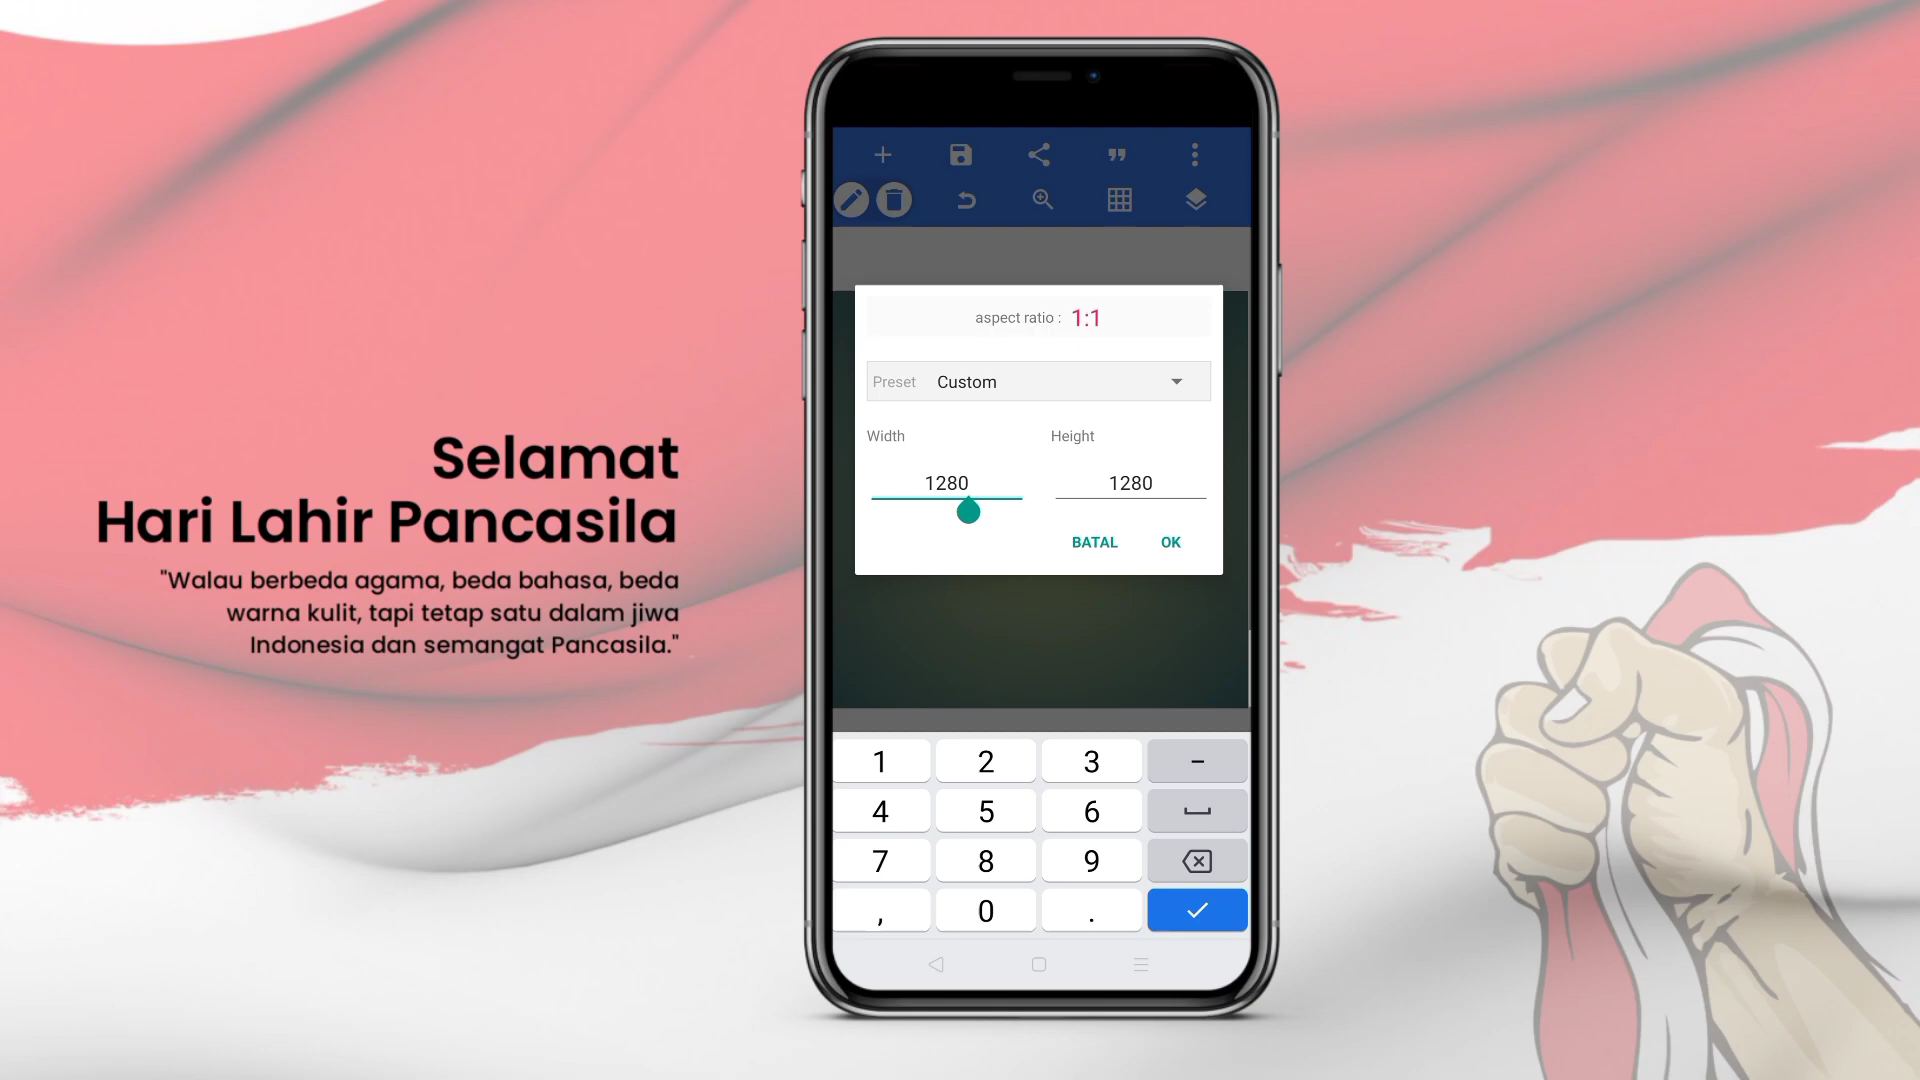 Selamat
Hari Lahir Pancasila
"Walau berbeda agama, beda bahasa, beda
warna kulit, tapi tetap satu dalam jiwa
Indonesia dan semangat Pancasila."
aspect ratio : 1:1
Preset Custom
Width Height
1280 1280
BATAL OK
1 2 3 -
4 5 6
7 8 9
, 0 .